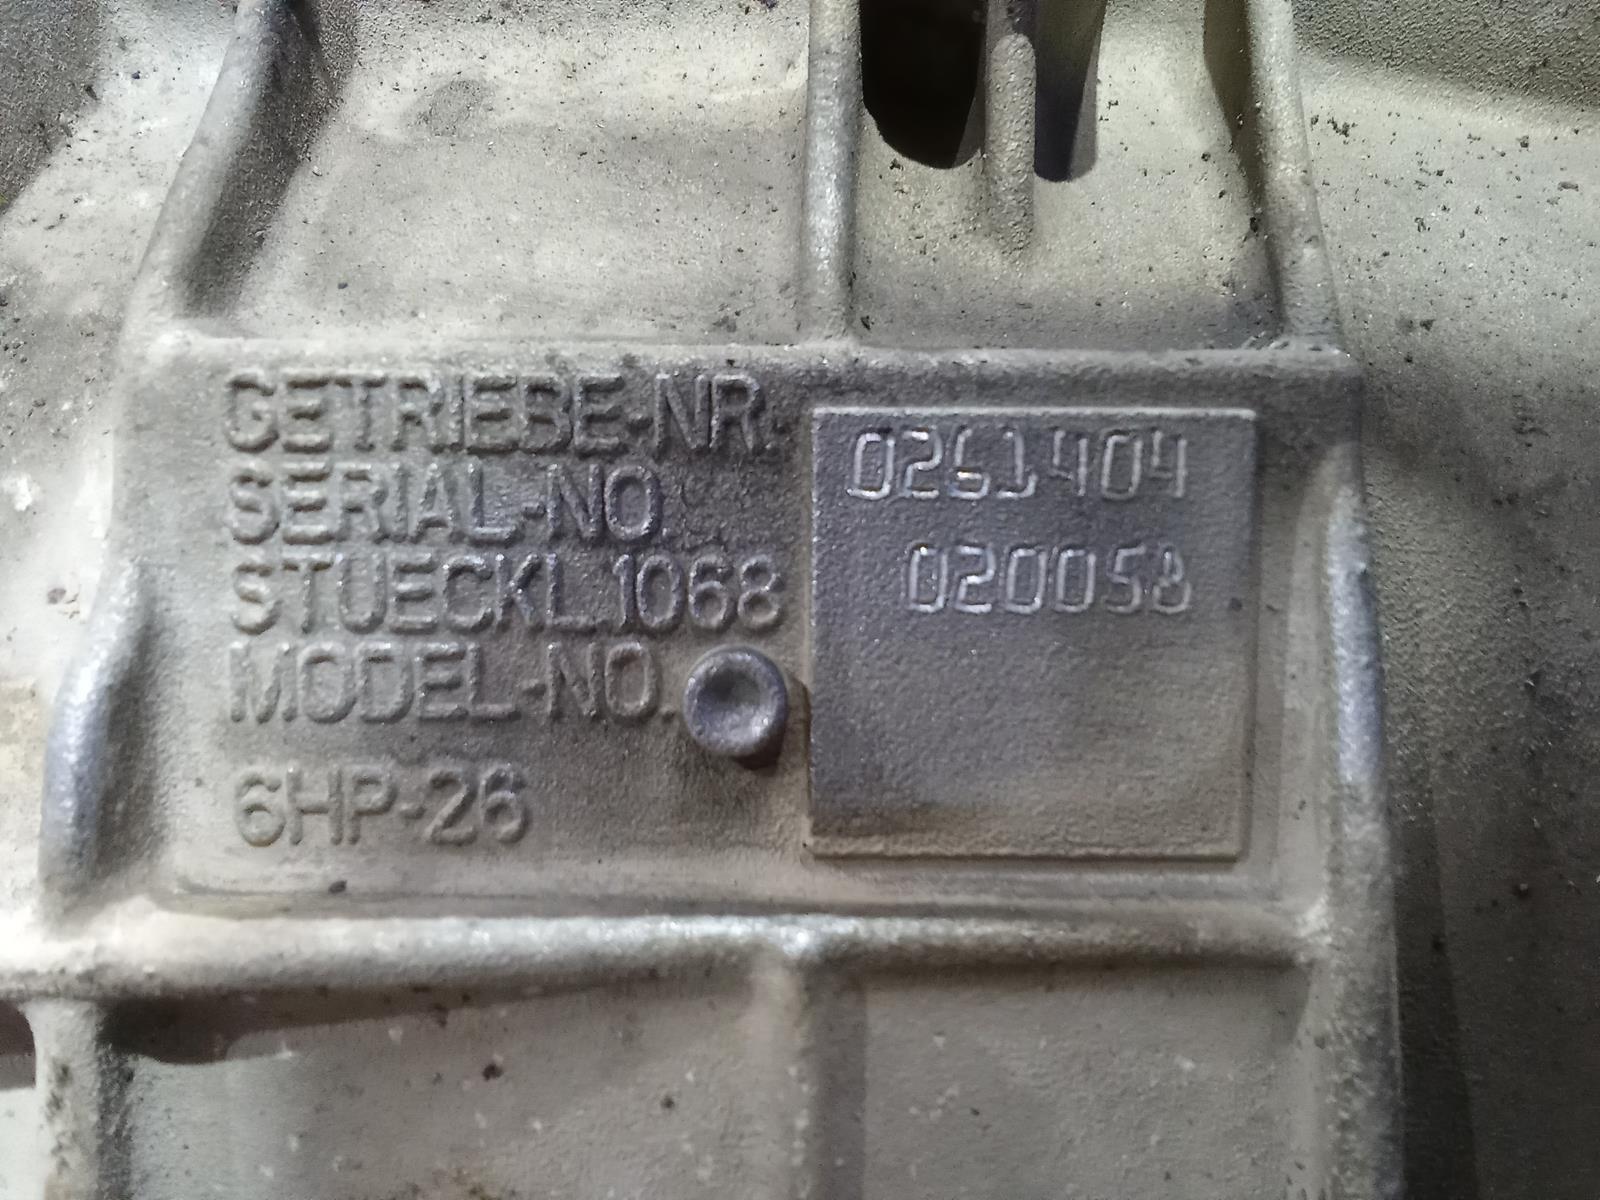 GETRIEBE-NR. 0261404
SERIAL-NO.
STUECKL.1068 020058
MODEL-NO.
6HP-26